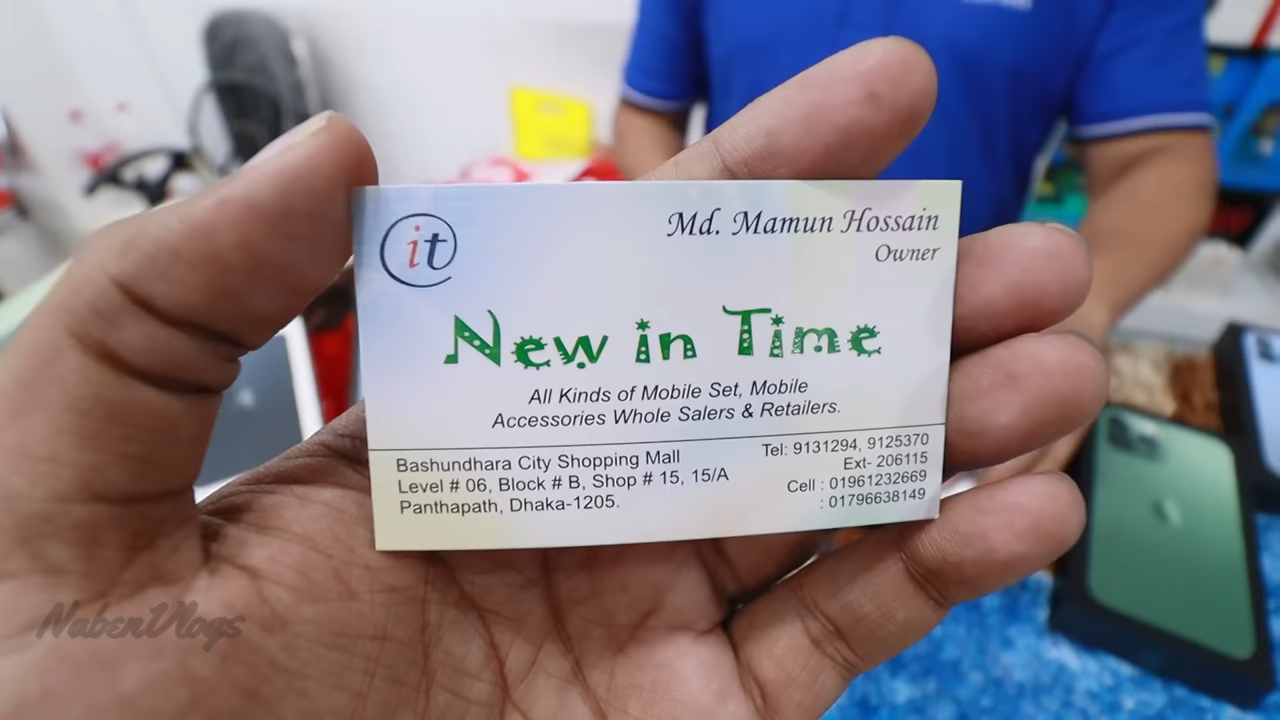 it
Md. Mamun Hossain
Owner
New in Time
All Kinds of Mobile Set, Mobile
Accessories Whole Salers & Retailers.
Bashundhara City Shopping Mall
Level # 06, Block # B, Shop # 15, 15/A
Panthapath, Dhaka-1205.
Tel: 9131294, 9125370
Ext- 206115
Cell : 01961232669
: 01796638149
NabenVlogs